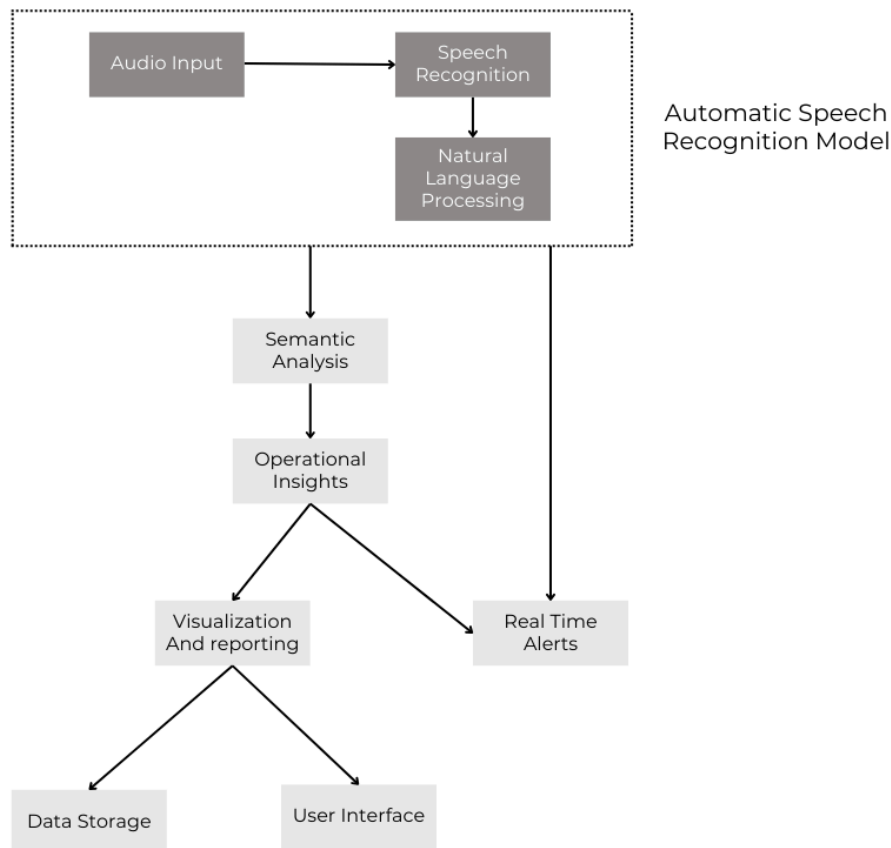 Audio Input
Speech
Recognition
Automatic Speech
Recognition Model
Natural
Language
Processing
Semantic
Analysis
Operational
Insights
Visualization
And reporting
Real Time
Alerts
Data Storage
User Interface